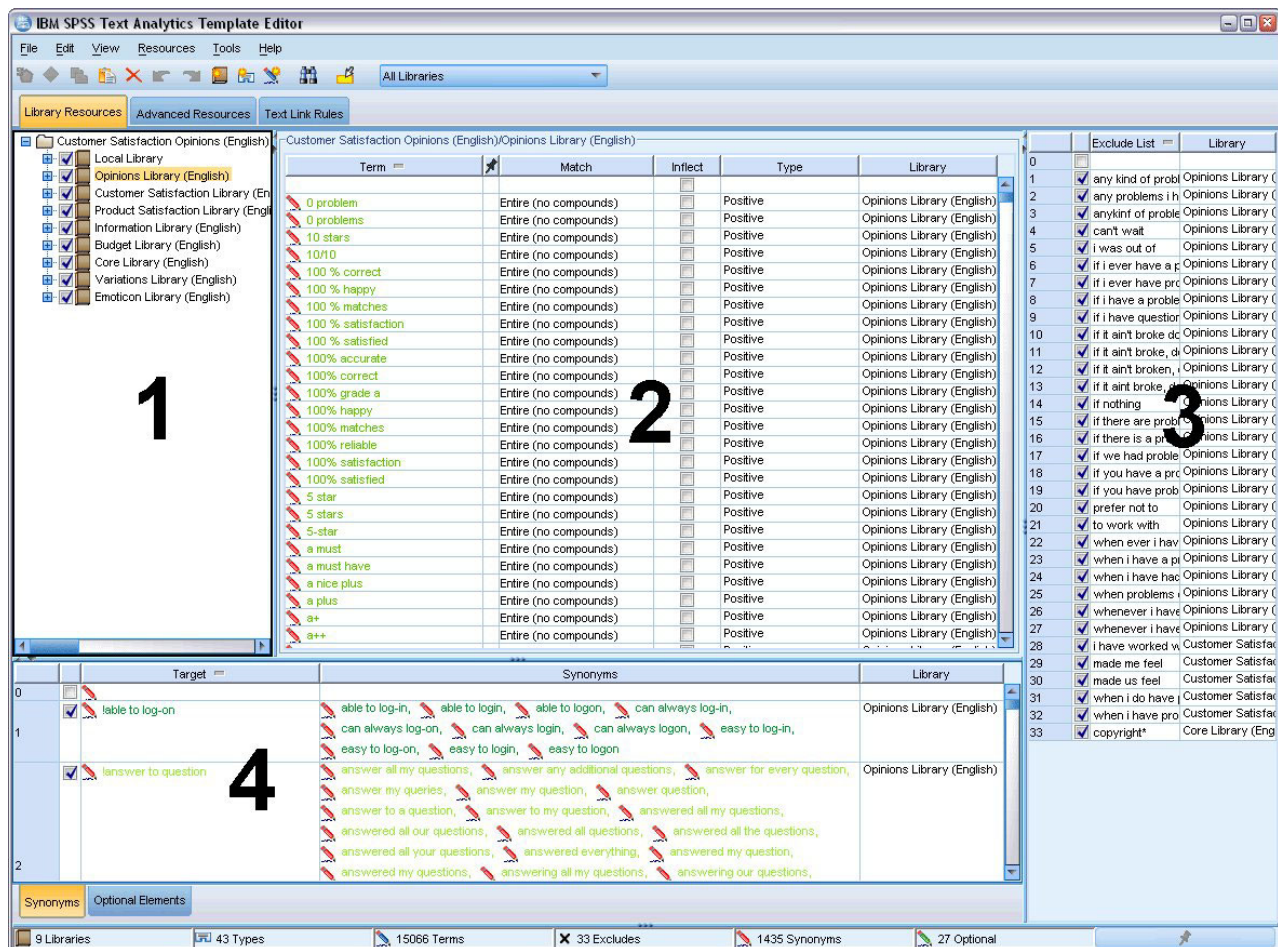 IBM SPSS Text Analytics Template Editor
File Edit View Resources Tools Help
All Libraries
Library Resources Advanced Resources Text Link Rules
Customer Satisfaction Opinions (English)
Local Library
Opinions Library (English)
Customer Satisfaction Library (En
Product Satisfaction Library (Engli
Information Library (English)
Budget Library (English)
Core Library (English)
Variations Library (English)
Emoticon Library (English)
1
Customer Satisfaction Opinions (English)/Opinions Library (English)
Term Match Inflect Type Library
0 problem Entire (no compounds) Positive Opinions Library (English)
0 problems Entire (no compounds) Positive Opinions Library (English)
10 stars Entire (no compounds) Positive Opinions Library (English)
10/10 Entire (no compounds) Positive Opinions Library (English)
100 % correct Entire (no compounds) Positive Opinions Library (English)
100 % happy Entire (no compounds) Positive Opinions Library (English)
100 % matches Entire (no compounds) Positive Opinions Library (English)
100 % satisfaction Entire (no compounds) Positive Opinions Library (English)
100 % satisfied Entire (no compounds) Positive Opinions Library (English)
100% accurate Entire (no compounds) Positive Opinions Library (English)
100% correct Entire (no compounds) Positive Opinions Library (English)
100% grade a Entire (no compounds) Positive Opinions Library (English)
100% happy Entire (no compounds) Positive Opinions Library (English)
100% matches Entire (no compounds) Positive Opinions Library (English)
100% reliable Entire (no compounds) Positive Opinions Library (English)
100% satisfaction Entire (no compounds) Positive Opinions Library (English)
100% satisfied Entire (no compounds) Positive Opinions Library (English)
5 star Entire (no compounds) Positive Opinions Library (English)
5 stars Entire (no compounds) Positive Opinions Library (English)
5-star Entire (no compounds) Positive Opinions Library (English)
a must Entire (no compounds) Positive Opinions Library (English)
a must have Entire (no compounds) Positive Opinions Library (English)
a nice plus Entire (no compounds) Positive Opinions Library (English)
a plus Entire (no compounds) Positive Opinions Library (English)
a+ Entire (no compounds) Positive Opinions Library (English)
a++ Entire (no compounds) Positive Opinions Library (English)
2
Exclude List Library
0
1 any kind of probl Opinions Library (
2 any problems i h Opinions Library (
3 anykinf of proble Opinions Library (
4 can't wait Opinions Library (
5 i was out of Opinions Library (
6 if i ever have a p Opinions Library (
7 if i ever have pro Opinions Library (
8 if i have a proble Opinions Library (
9 if i have question Opinions Library (
10 if it ain't broke do Opinions Library (
11 if it ain't broke, d Opinions Library (
12 if it ain't broken, Opinions Library (
13 if it aint broke, d Opinions Library (
14 if nothing Opinions Library (
15 if there are prob Opinions Library (
16 if there is a pro Opinions Library (
17 if we had proble Opinions Library (
18 if you have a pro Opinions Library (
19 if you have prob Opinions Library (
20 prefer not to Opinions Library (
21 to work with Opinions Library (
22 when ever i hav Opinions Library (
23 when i have a p Opinions Library (
24 when i have had Opinions Library (
25 when problems Opinions Library (
26 whenever i have Opinions Library (
27 whenever i have Opinions Library (
28 i have worked w Customer Satisfac
29 made me feel Customer Satisfac
30 made us feel Customer Satisfac
31 when i do have Customer Satisfac
32 when i have pro Customer Satisfac
33 copyright* Core Library (Eng
3
Target Synonyms Library
0
1 !able to log-on able to log-in, able to login, able to logon, can always log-in, Opinions Library (English)
can always log-on, can always login, can always logon, easy to log-in,
easy to log-on, easy to login, easy to logon
2 !answer to question answer all my questions, answer any additional questions, answer for every question, Opinions Library (English)
answer my queries, answer my question, answer question,
answer to a question, answer to my question, answered all my questions,
answered all our questions, answered all questions, answered all the questions,
answered all your questions, answered everything, answered my question,
answered my questions, answering all my questions, answering our questions,
4
Synonyms Optional Elements
9 Libraries 43 Types 15066 Terms 33 Excludes 1435 Synonyms 27 Optional